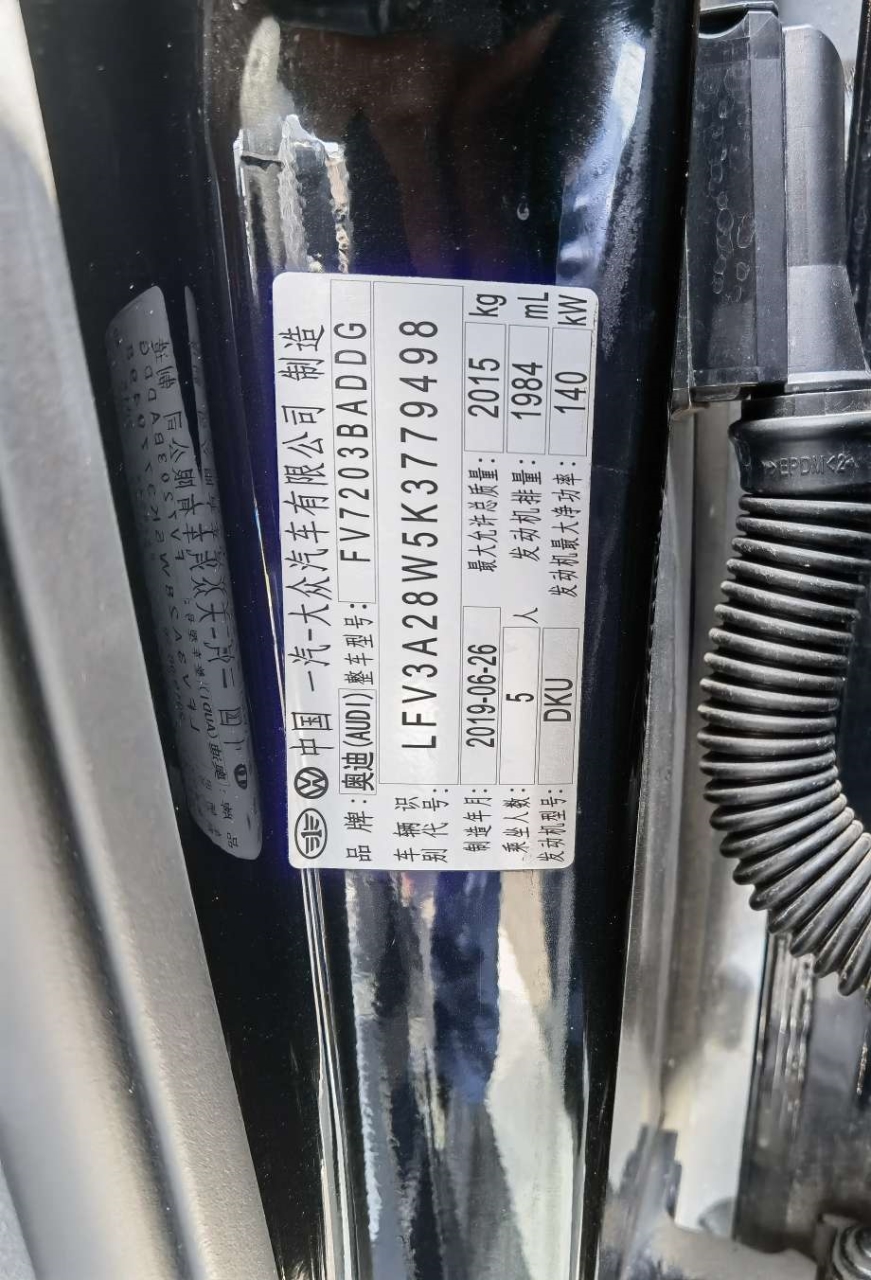 中国 一汽-大众汽车有限公司 制造
品牌: 奥迪(AUDI) 整车型号: FV7203BADDG
车辆识别代号: LFV3A28W5K3779498
制造年月: 2019-06-26 最大允许总质量: 2015 kg
乘坐人数: 5 人 发动机排量: 1984 mL
发动机型号: DKU 发动机最大净功率: 140 kW